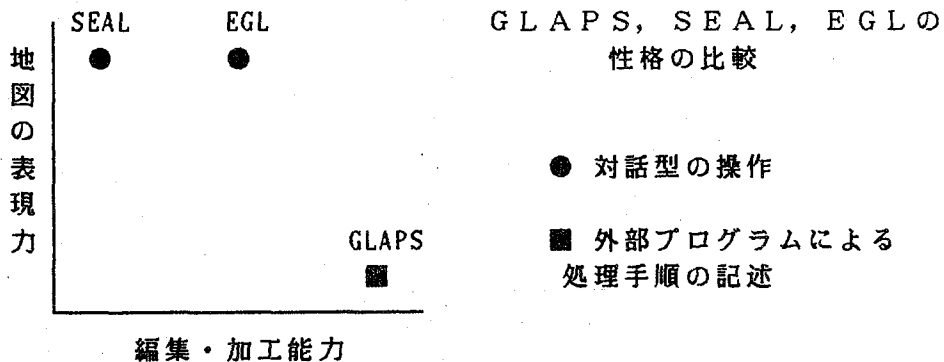 SEAL
EGL
GLAPS, SEAL, EGLの
性格の比較
地図の表現力
● 対話型の操作
GLAPS
■ 外部プログラムによる
処理手順の記述
編集・加工能力